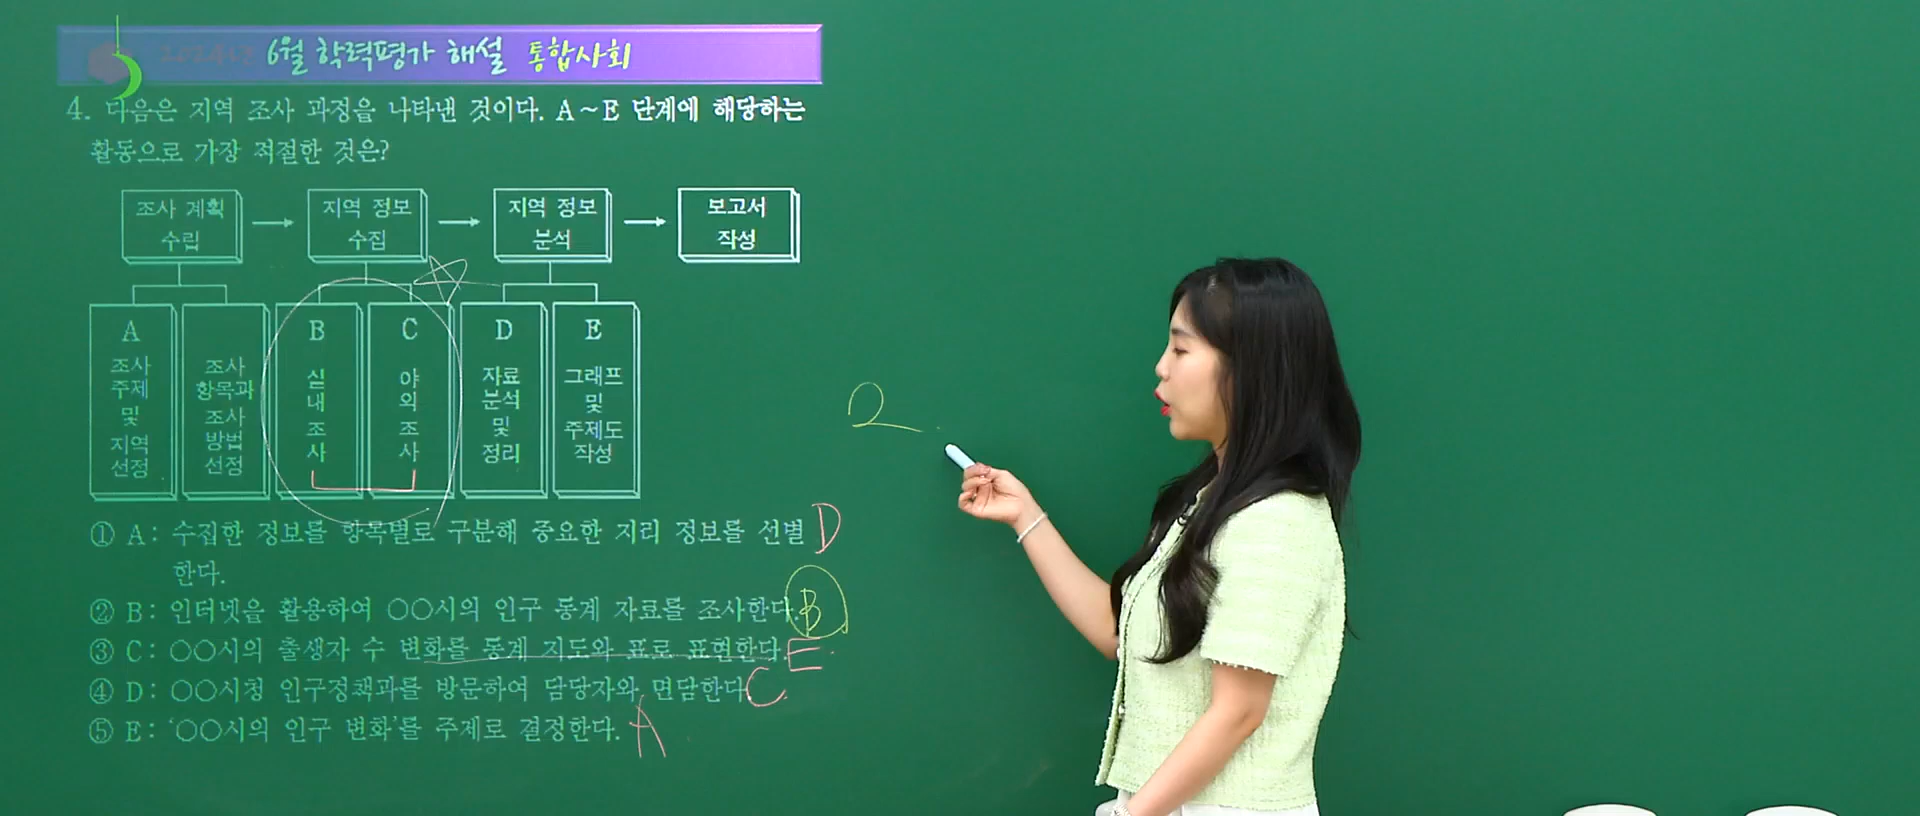 2024년 6월 학력평가 해설 통합사회
4. 다음은 지역 조사 과정을 나타낸 것이다. A~E 단계에 해당하는
활동으로 가장 적절한 것은?
조사 계획
수립
지역 정보
수집
지역 정보
분석
보고서
작성
A
조사
주제
및
지역
선정
조사
항목과
조사
방법
선정
B
실
내
조
사
C
야
외
조
사
D
자료
분석
및
정리
E
그래프
및
주제도
작성
① A: 수집한 정보를 항목별로 구분해 중요한 지리 정보를 선별 D
한다.
② B: 인터넷을 활용하여 ○○시의 인구 통계 자료를 조사한다. B
③ C: ○○시의 출생자 수 변화를 통계 지도와 표로 표현한다. E
④ D: ○○시청 인구정책과를 방문하여 담당자와 면담한다. C
⑤ E: '○○시의 인구 변화'를 주제로 결정한다. A
2